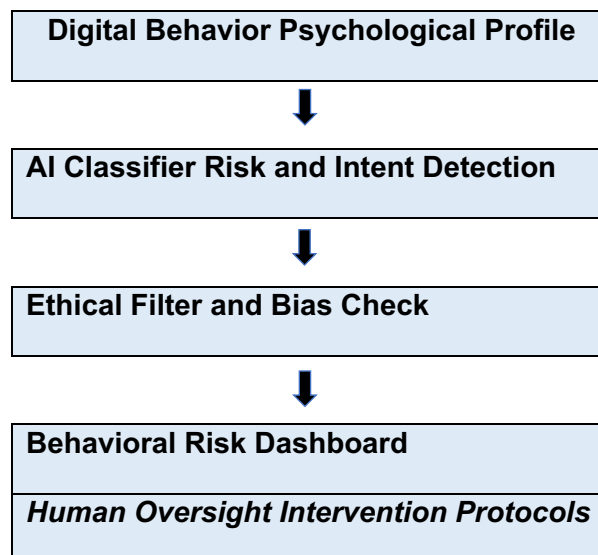 Digital Behavior Psychological Profile
AI Classifier Risk and Intent Detection
Ethical Filter and Bias Check
Behavioral Risk Dashboard
Human Oversight Intervention Protocols